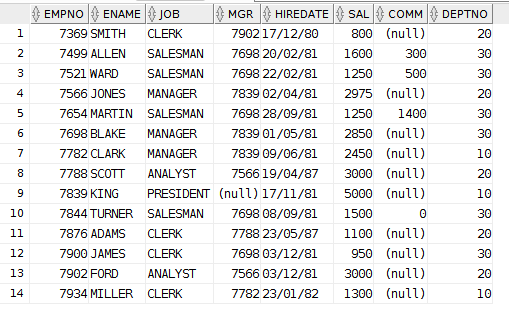 EMPNO ENAME JOB MGR HIREDATE SAL COMM DEPTNO
1 7369 SMITH CLERK 7902 17/12/80 800 (null) 20
2 7499 ALLEN SALESMAN 7698 20/02/81 1600 300 30
3 7521 WARD SALESMAN 7698 22/02/81 1250 500 30
4 7566 JONES MANAGER 7839 02/04/81 2975 (null) 20
5 7654 MARTIN SALESMAN 7698 28/09/81 1250 1400 30
6 7698 BLAKE MANAGER 7839 01/05/81 2850 (null) 30
7 7782 CLARK MANAGER 7839 09/06/81 2450 (null) 10
8 7788 SCOTT ANALYST 7566 19/04/87 3000 (null) 20
9 7839 KING PRESIDENT (null) 17/11/81 5000 (null) 10
10 7844 TURNER SALESMAN 7698 08/09/81 1500 0 30
11 7876 ADAMS CLERK 7788 23/05/87 1100 (null) 20
12 7900 JAMES CLERK 7698 03/12/81 950 (null) 30
13 7902 FORD ANALYST 7566 03/12/81 3000 (null) 20
14 7934 MILLER CLERK 7782 23/01/82 1300 (null) 10